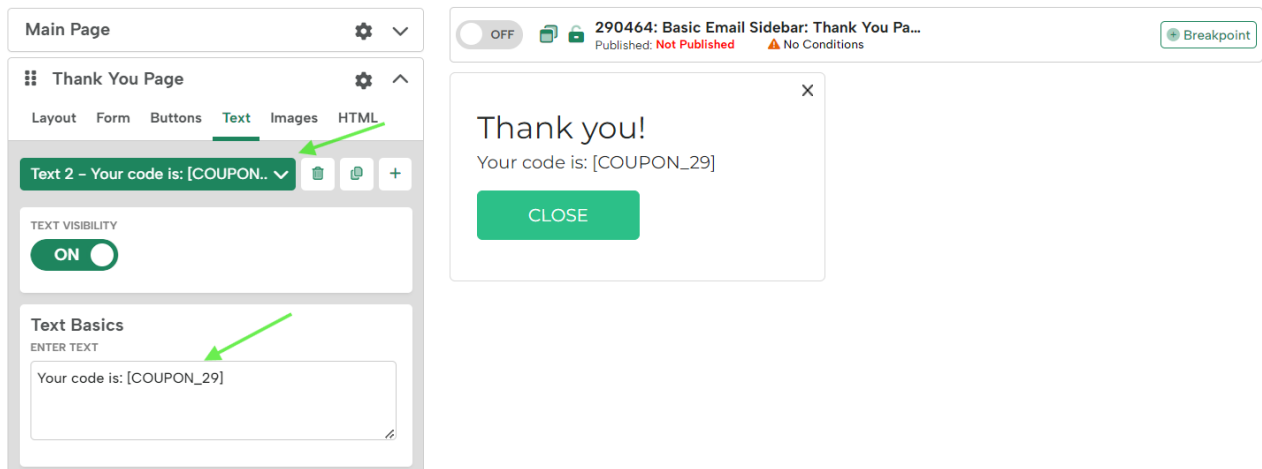 Main Page
Thank You Page
Layout Form Buttons Text Images HTML
Text 2 - Your code is: [COUPON..
TEXT VISIBILITY
ON
Text Basics
ENTER TEXT
Your code is: [COUPON_29]
OFF
290464: Basic Email Sidebar: Thank You Pa...
Published: Not Published No Conditions
Breakpoint
Thank you!
Your code is: [COUPON_29]
CLOSE